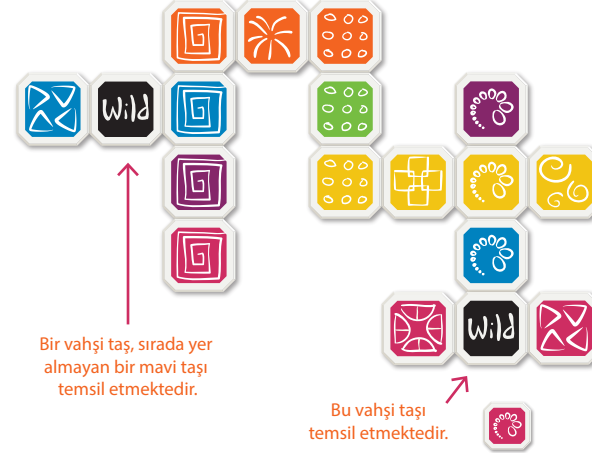 Wild
Wild
Bir vahşi taş, sırada yer
almayan bir mavi taşı
temsil etmektedir.
Bu vahşi taşı
temsil etmektedir.